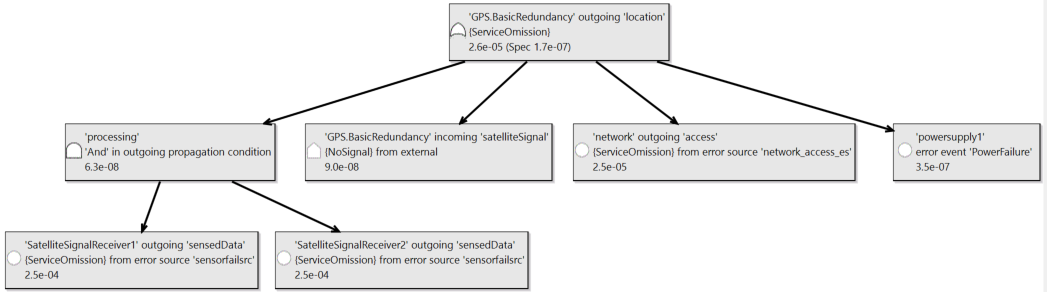 'GPS.BasicRedundancy' outgoing 'location'
{ServiceOmission}
2.6e-05 (Spec 1.7e-07)
'processing'
'And' in outgoing propagation condition
6.3e-08
'GPS.BasicRedundancy' incoming 'satelliteSignal'
{NoSignal} from external
9.0e-08
'network' outgoing 'access'
{ServiceOmission} from error source 'network_access_es'
2.5e-05
'powersupply1'
error event 'PowerFailure'
3.5e-07
'SatelliteSignalReceiver1' outgoing 'sensedData'
{ServiceOmission} from error source 'sensorfailsrc'
2.5e-04
'SatelliteSignalReceiver2' outgoing 'sensedData'
{ServiceOmission} from error source 'sensorfailsrc'
2.5e-04